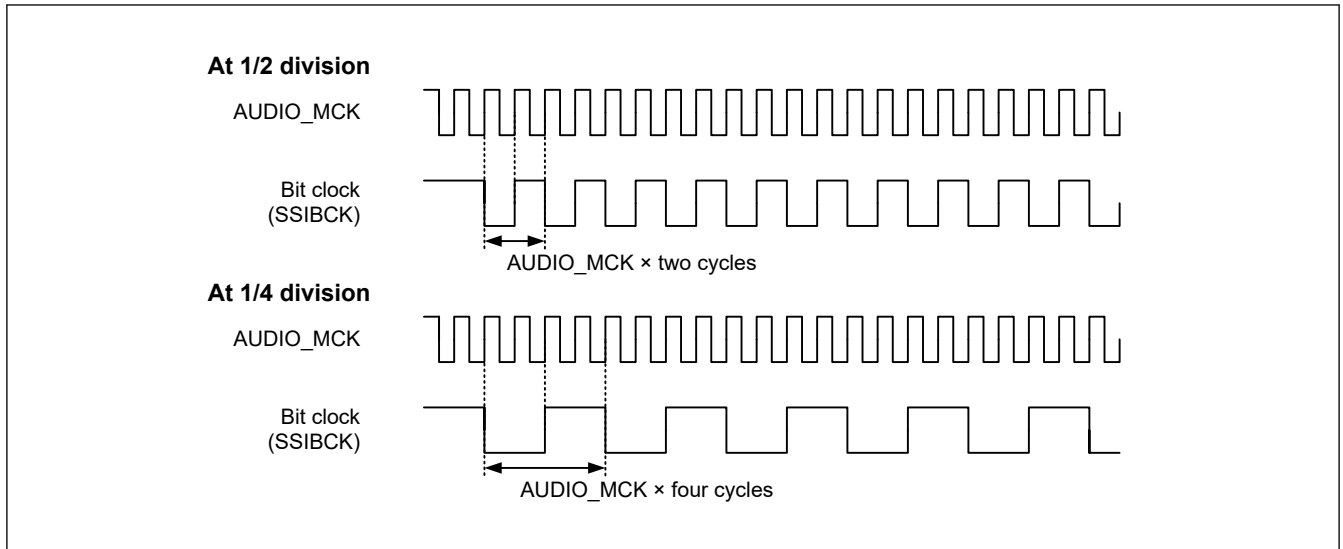 At 1/2 division
AUDIO_MCK
Bit clock
(SSIBCK)
AUDIO_MCK × two cycles
At 1/4 division
AUDIO_MCK
Bit clock
(SSIBCK)
AUDIO_MCK × four cycles